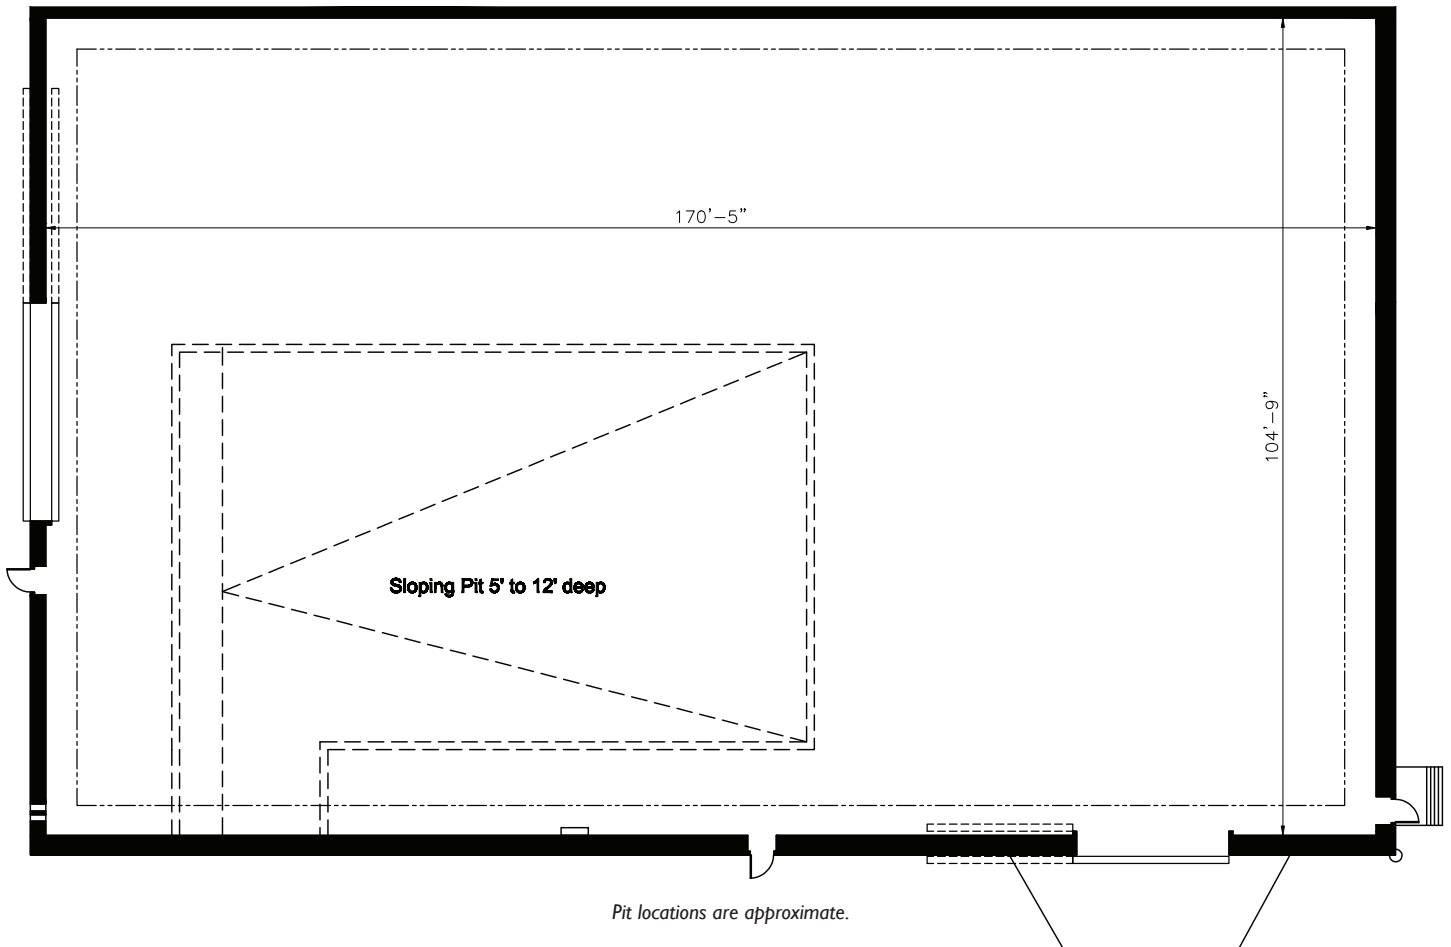 170'-5"
104'-9"
Sloping Pit 5' to 12' deep
Pit locations are approximate.